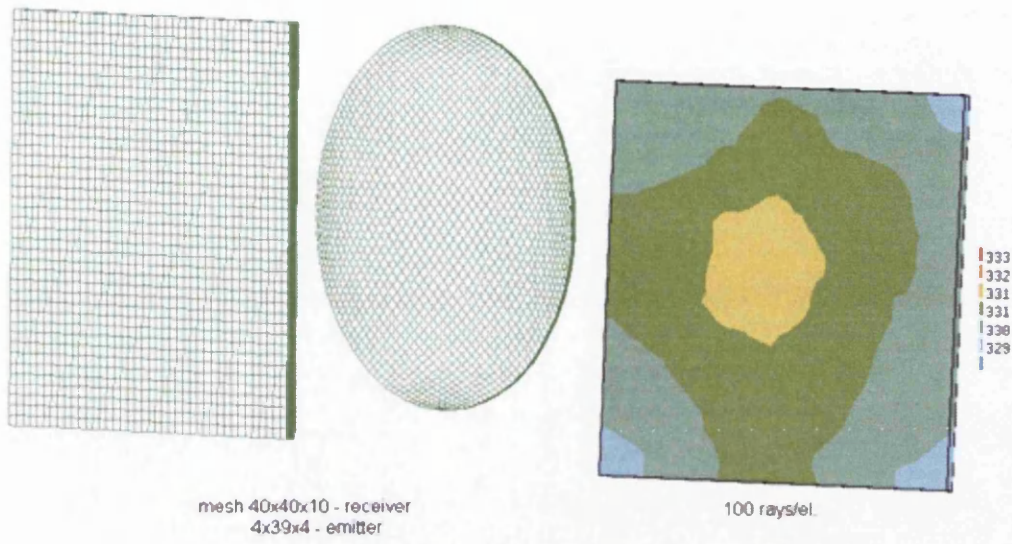 333
332
331
331
330
329
mesh 40x40x10 - receiver
4x39x4 - emitter
100 rays/el.